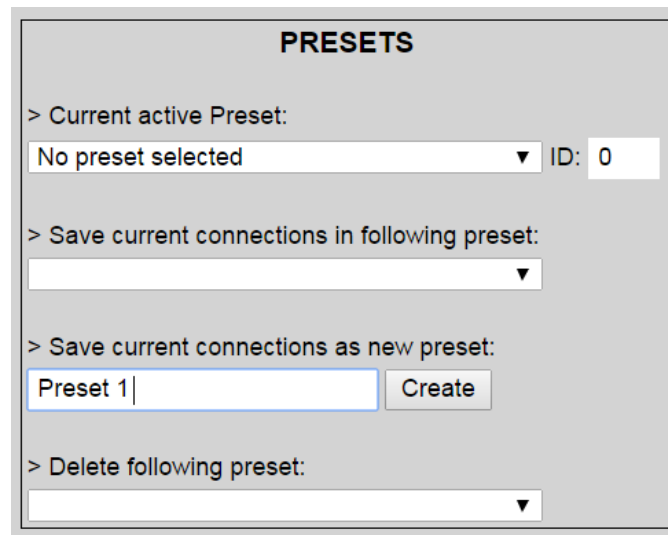 PRESETS
> Current active Preset:
No preset selected ▼ ID: 0
> Save current connections in following preset:
▼
> Save current connections as new preset:
Preset 1 Create
> Delete following preset:
▼